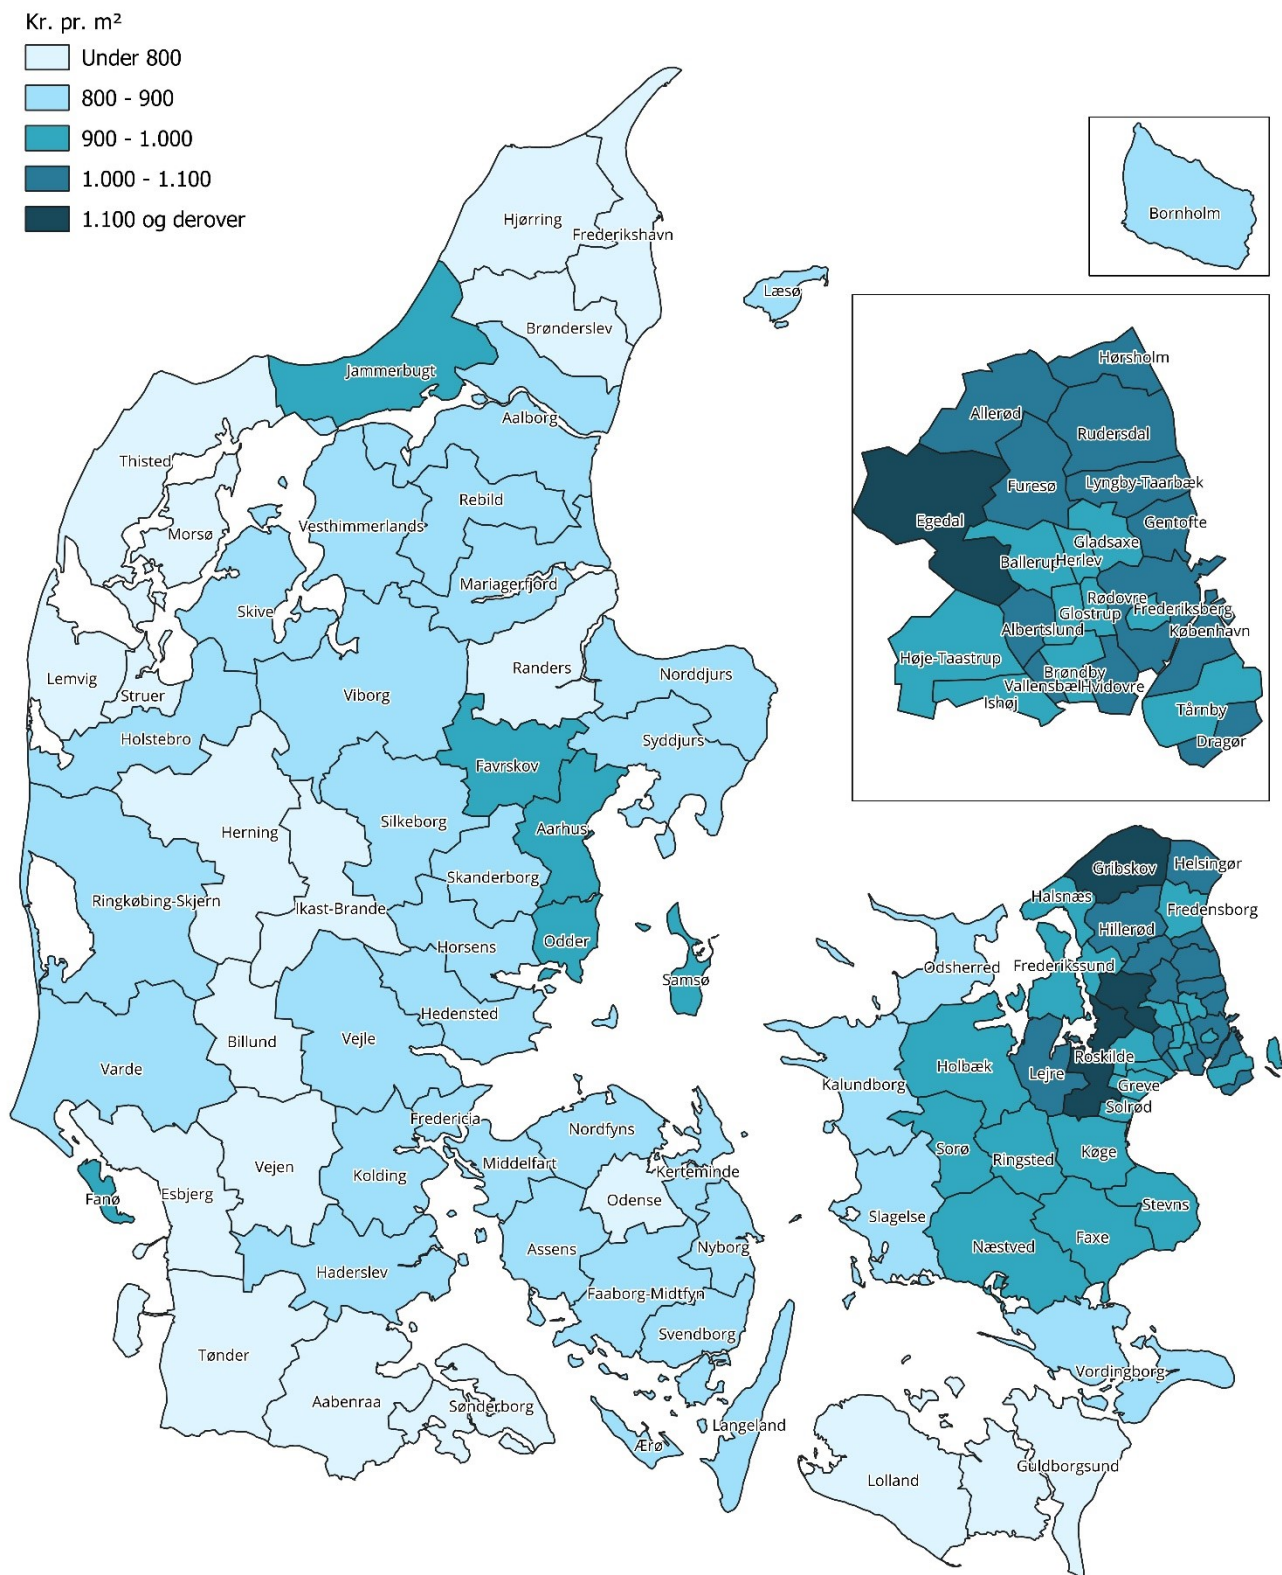 Kr. pr. m²
Under 800
800 - 900
900 - 1.000
1.000 - 1.100
1.100 og derover
Hjørring
Frederikshavn
Brønderslev
Jammerbugt
Læsø
Bornholm
Aalborg
Thisted
Morsø
Vesthimmerlands
Rebild
Mariagerfjord
Skive
Lemvig
Struer
Holstebro
Viborg
Randers
Norddjurs
Syddjurs
Favrskov
Herning
Silkeborg
Aarhus
Skanderborg
Ringkøbing-Skjern
Ikast-Brande
Horsens
Odder
Samsø
Hedensted
Billund
Vejle
Varde
Fredericia
Vejen
Kolding
Esbjerg
Fanø
Haderslev
Tønder
Aabenraa
Sønderborg
Nordfyns
Middelfart
Kerteminde
Odense
Assens
Nyborg
Faaborg-Midtfyn
Svendborg
Langeland
Ærø
Hørsholm
Allerød
Rudersdal
Furesø
Lyngby-Taarbæk
Egedal
Gentofte
Gladsaxe
Ballerup
Herlev
Rødovre
Frederiksberg
Glostrup
Albertslund
København
Høje-Taastrup
Brøndby
Vallensbæk
Hvidovre
Ishøj
Tårnby
Dragør
Gribskov
Helsingør
Halsnæs
Fredensborg
Hillerød
Odsherred
Frederikssund
Roskilde
Holbæk
Lejre
Kalundborg
Greve
Solrød
Sorø
Ringsted
Køge
Stevns
Slagelse
Næstved
Faxe
Vordingborg
Guldborgsund
Lolland